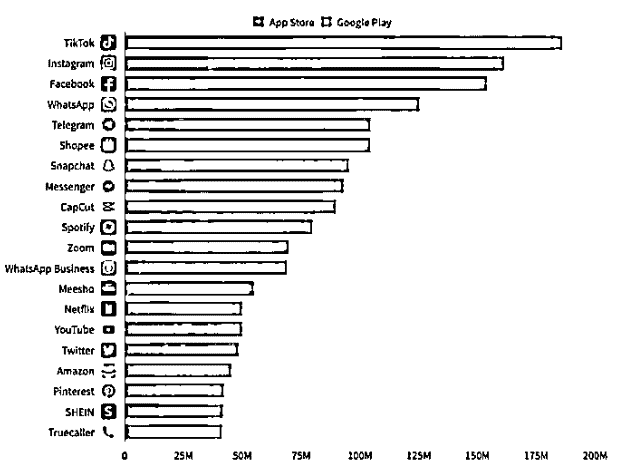 App Store Google Play
TikTok
Instagram
Facebook
WhatsApp
Telegram
Shopee
Snapchat
Messenger
CapCut
Spotify
Zoom
WhatsApp Business
Meesho
Netflix
YouTube
Twitter
Amazon
Pinterest
SHEIN
Truecaller
0 25M 50M 75M 100M 125M 150M 175M 200M